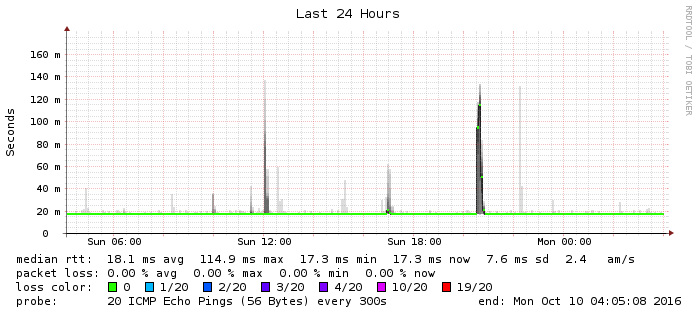 Last 24 Hours
RRDTOOL / TOBI OETIKER
Seconds
160 m
140 m
120 m
100 m
80 m
60 m
40 m
20 m
0
Sun 06:00 Sun 12:00 Sun 18:00 Mon 00:00
median rtt: 18.1 ms avg 114.9 ms max 17.3 ms min 17.3 ms now 7.6 ms sd 2.4 am/s
packet loss: 0.00 % avg 0.00 % max 0.00 % min 0.00 % now
loss color: 0 1/20 2/20 3/20 4/20 10/20 19/20
probe: 20 ICMP Echo Pings (56 Bytes) every 300s end: Mon Oct 10 04:05:08 2016